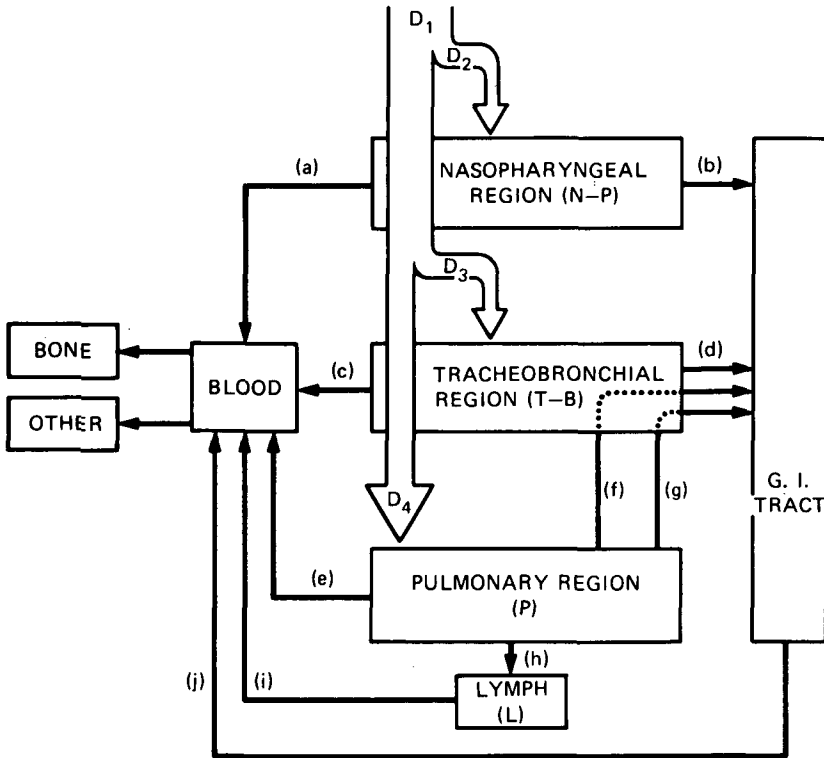 D1
D2
(a)
NASOPHARYNGEAL
REGION (N–P)
(b)
D3
BONE
OTHER
BLOOD
(c)
TRACHEOBRONCHIAL
REGION (T–B)
(d)
D4
(f)
(g)
G. I.
TRACT
(e)
PULMONARY REGION
(P)
(h)
(j)
(i)
LYMPH
(L)